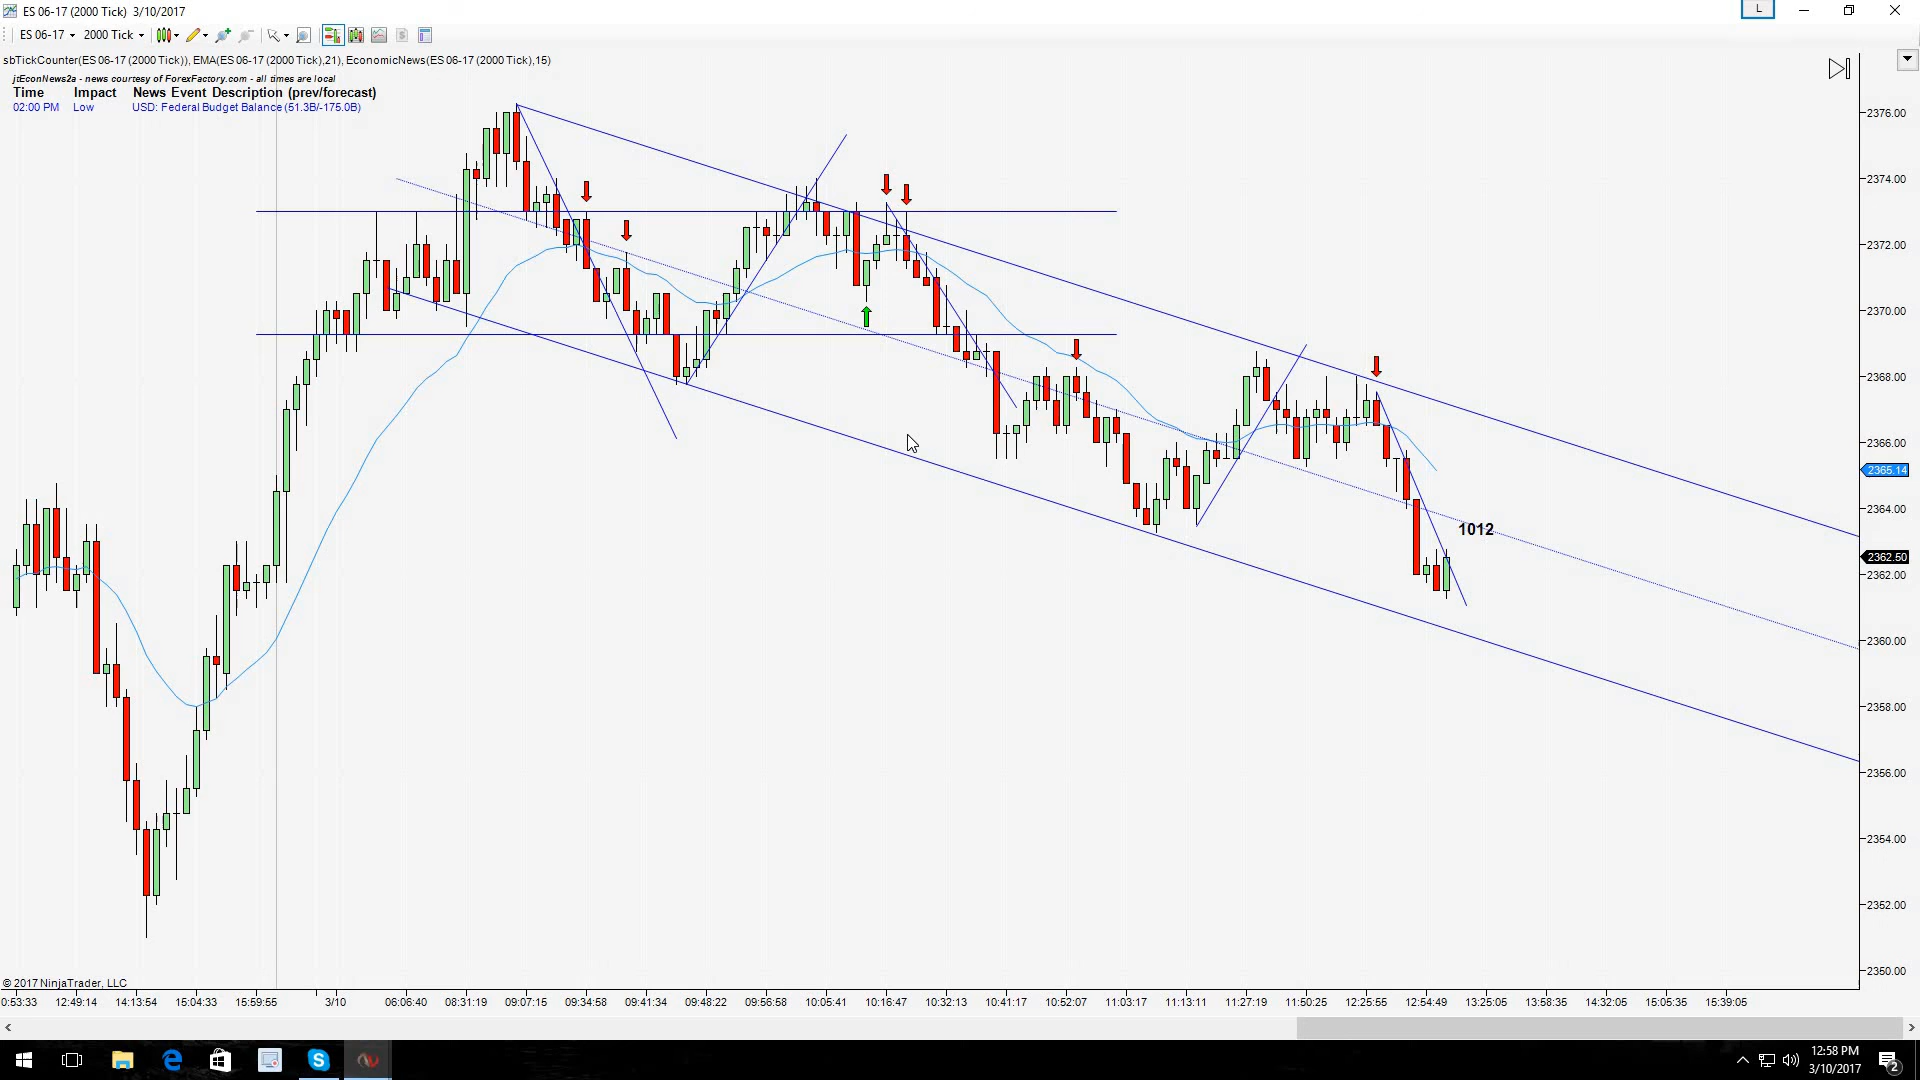 ES 06-17 (2000 Tick) 3/10/2017
L
ES 06-17 2000 Tick
sbTickCounter(ES 06-17 (2000 Tick)), EMA(ES 06-17 (2000 Tick),21), EconomicNews(ES 06-17 (2000 Tick),15)
jtEconNews2a - news courtesy of ForexFactory.com - all times are local
Time Impact News Event Description (prev/forecast)
02:00 PM Low USD: Federal Budget Balance (51.3B/-175.0B)
2376.00
2374.00
2372.00
2370.00
2368.00
2366.00
2365.14
2364.00
1012
2362.50
2362.00
2360.00
2358.00
2356.00
2354.00
2352.00
2350.00
© 2017 NinjaTrader, LLC
0:53:33 12:49:14 14:13:54 15:04:33 15:59:55 3/10 06:06:40 08:31:19 09:07:15 09:34:58 09:41:34 09:48:22 09:56:58 10:05:41 10:16:47 10:32:13 10:41:17 10:52:07 11:03:17 11:13:11 11:27:19 11:50:25 12:25:55 12:54:49 13:25:05 13:58:35 14:32:05 15:05:35 15:39:05
12:58 PM
3/10/2017
2